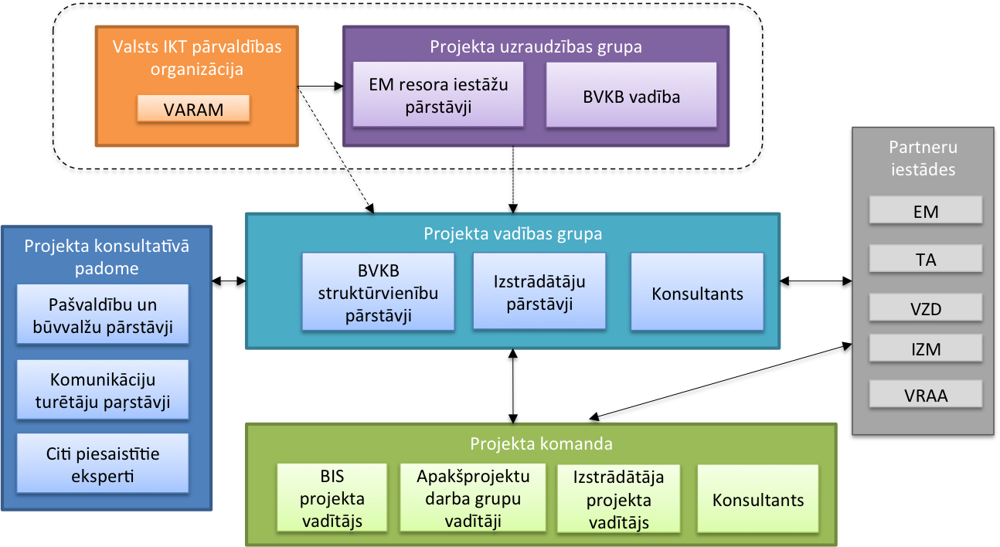 Valsts IKT pārvaldības
organizācija
VARAM
Projekta uzraudzības grupa
EM resora iestāžu
pārstāvji
BVKB vadība
Partneru
iestādes
EM
TA
VZD
IZM
VRAA
Projekta konsultatīvā
padome
Pašvaldību un
būvvalžu pārstāvji
Komunikāciju
turētāju paŗstāvji
Citi piesaistītie
eksperti
Projekta vadības grupa
BVKB
struktūrvienību
pārstāvji
Izstrādātāju
pārstāvji
Konsultants
Projekta komanda
BIS
projekta
vadītājs
Apakšprojektu
darba grupu
vadītāji
Izstrādātāja
projekta
vadītājs
Konsultants